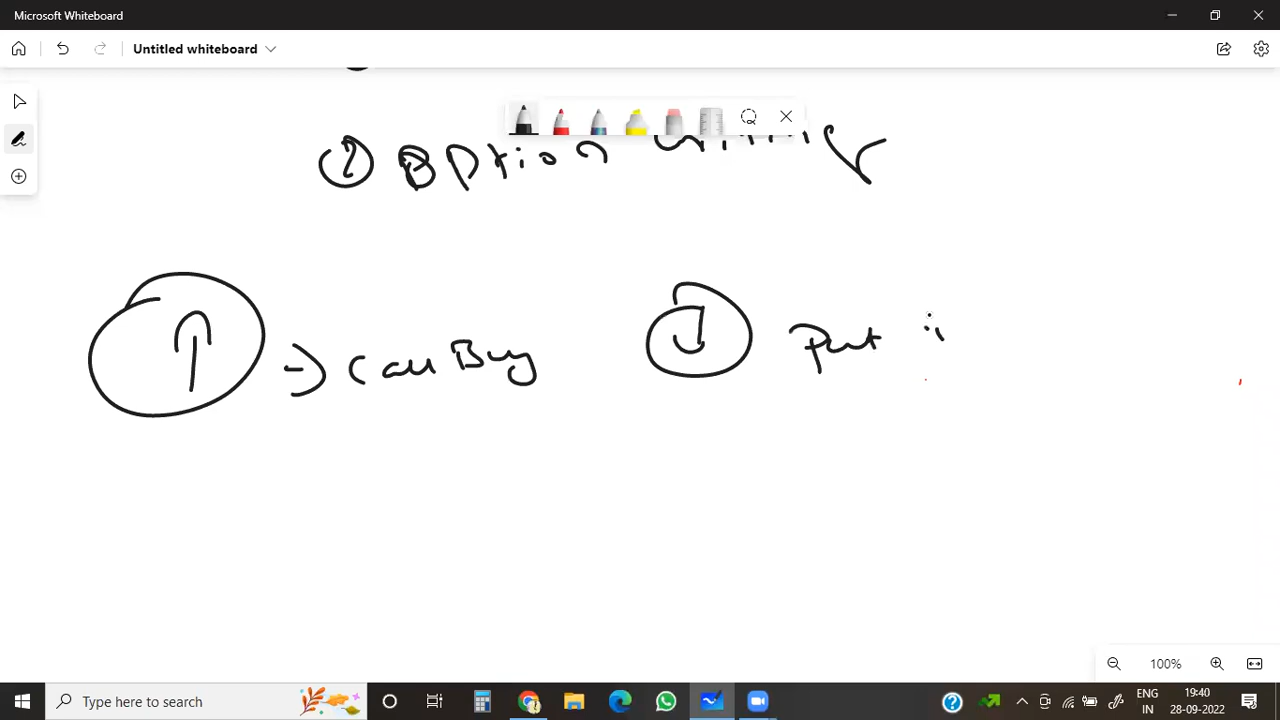 Microsoft Whiteboard
Untitled whiteboard
② Option
↑ → Call Buy ↓ Put
100%
Type here to search
ENG
IN
19:40
28-09-2022